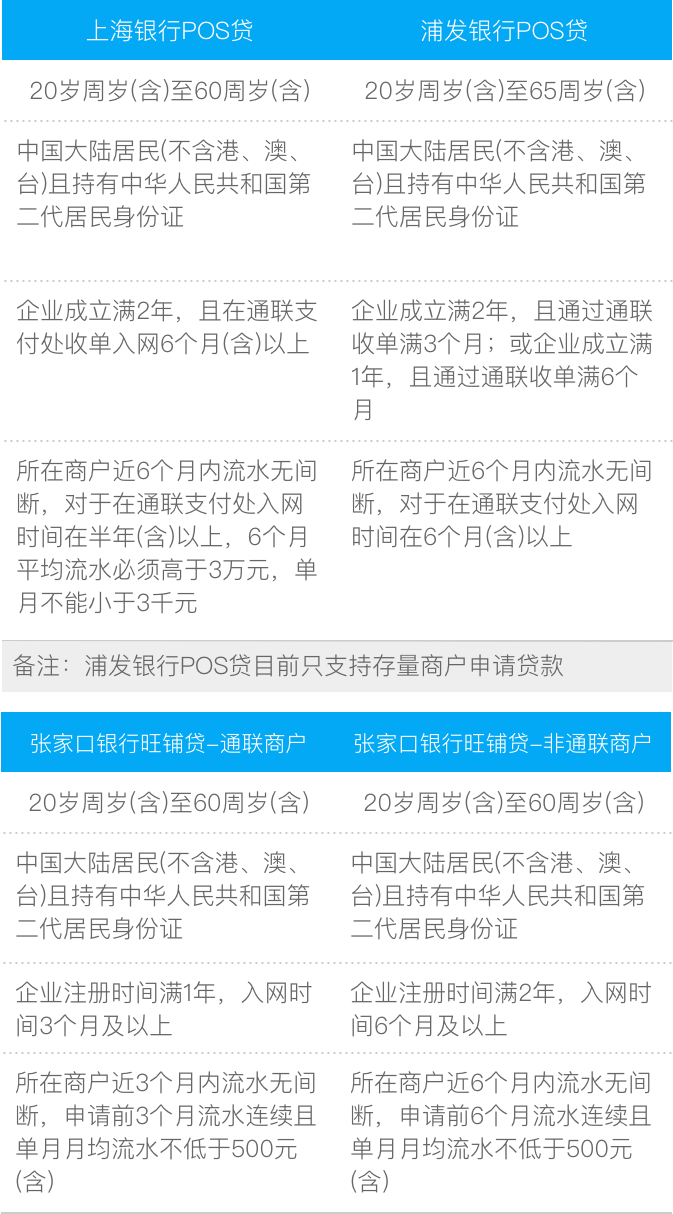 上海银行POS贷
浦发银行POS贷
20岁周岁(含)至60周岁(含)
20岁周岁(含)至65周岁(含)
中国大陆居民(不含港、澳、
台)且持有中华人民共和国第
二代居民身份证
中国大陆居民(不含港、澳、
台)且持有中华人民共和国第
二代居民身份证
企业成立满2年，且在通联支
付处收单入网6个月(含)以上
企业成立满2年，且通过通联
收单满3个月；或企业成立满
1年，且通过通联收单满6个
月
所在商户近6个月内流水无间
断，对于在通联支付处入网
时间在半年(含)以上，6个月
平均流水必须高于3万元，单
月不能小于3千元
所在商户近6个月内流水无间
断，对于在通联支付处入网
时间在6个月(含)以上
备注：浦发银行POS贷目前只支持存量商户申请贷款
张家口银行旺铺贷-通联商户
张家口银行旺铺贷-非通联商户
20岁周岁(含)至60周岁(含)
20岁周岁(含)至60周岁(含)
中国大陆居民(不含港、澳、
台)且持有中华人民共和国第
二代居民身份证
中国大陆居民(不含港、澳、
台)且持有中华人民共和国第
二代居民身份证
企业注册时间满1年，入网时
间3个月及以上
企业注册时间满2年，入网时
间6个月及以上
所在商户近3个月内流水无间
断，申请前3个月流水连续且
单月月均流水不低于500元
(含)
所在商户近6个月内流水无间
断，申请前6个月流水连续且
单月月均流水不低于500元
(含)